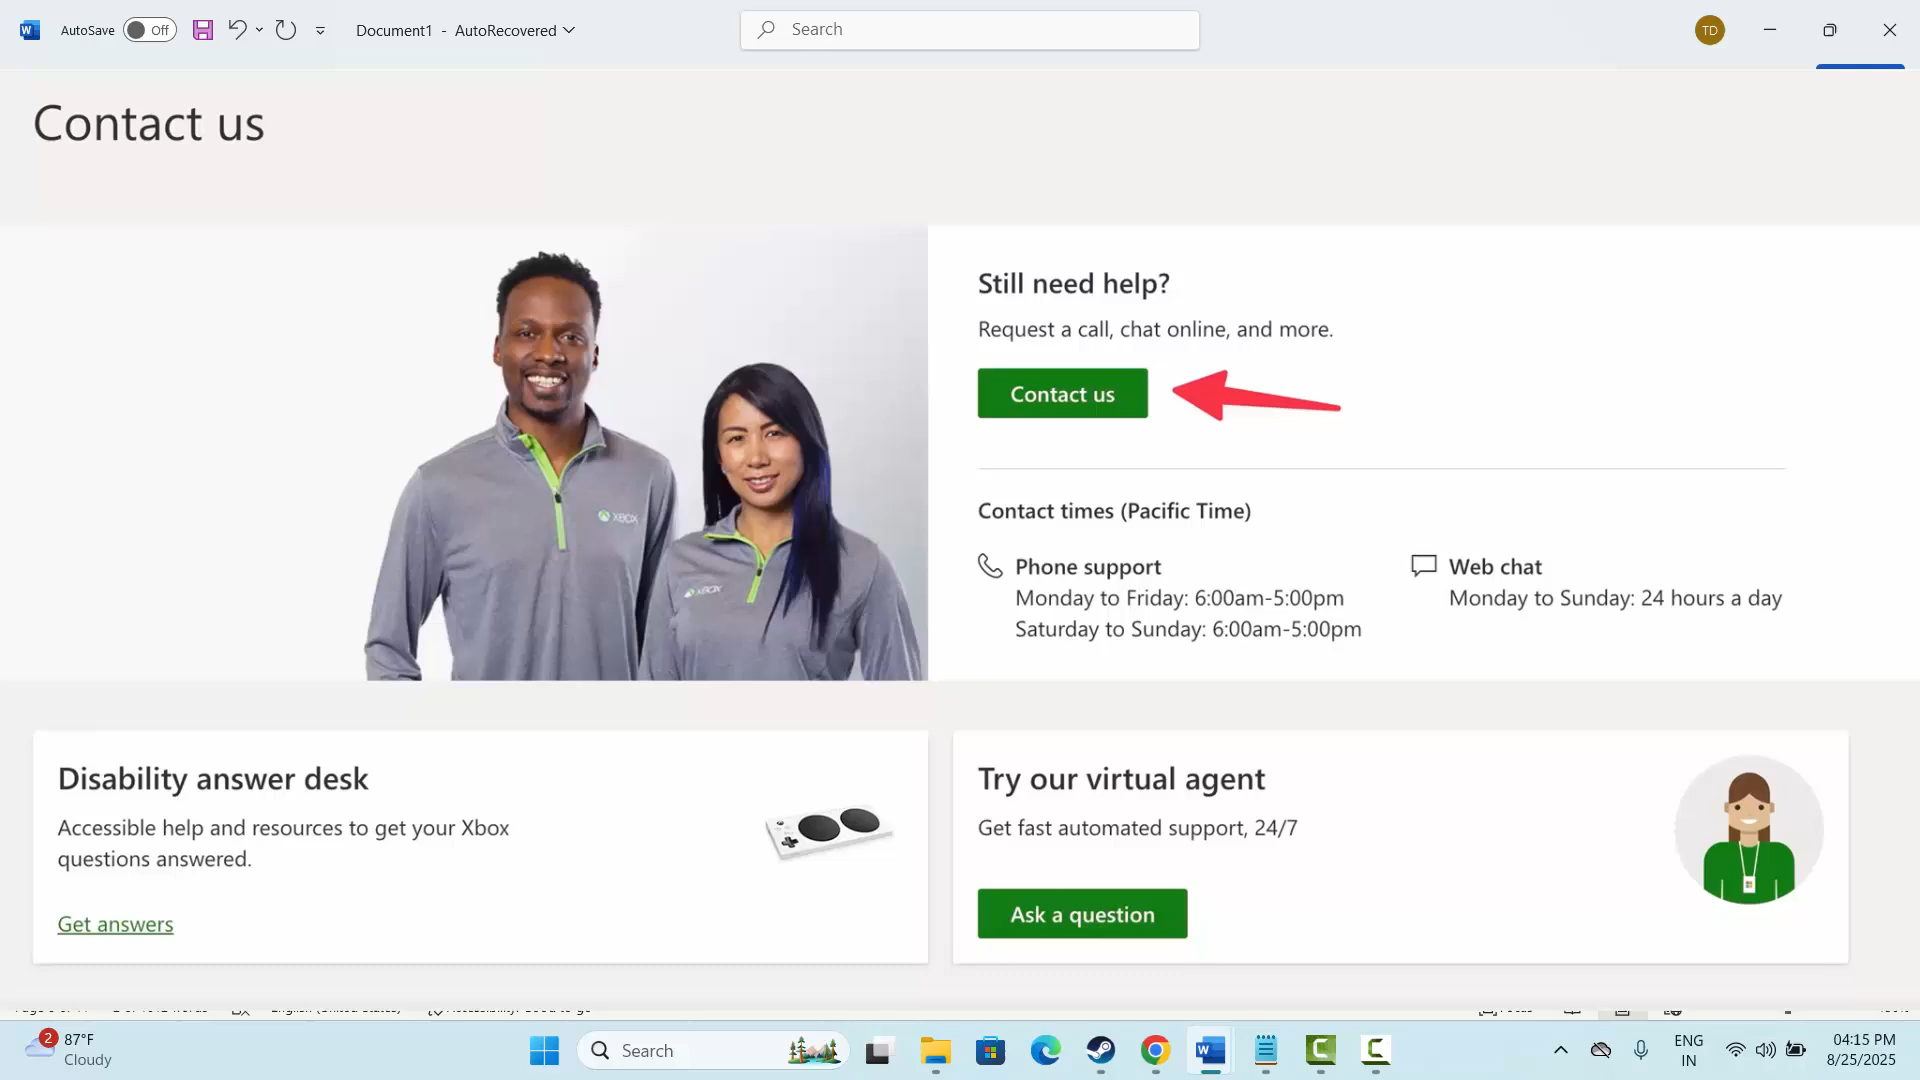 AutoSave Off Document1 - AutoRecovered Search TD
Contact us
Still need help?
Request a call, chat online, and more.
Contact us
Contact times (Pacific Time)
Phone support
Monday to Friday: 6:00am-5:00pm
Saturday to Sunday: 6:00am-5:00pm
Web chat
Monday to Sunday: 24 hours a day
XBOX
XBOX
Disability answer desk
Accessible help and resources to get your Xbox
questions answered.
Get answers
Try our virtual agent
Get fast automated support, 24/7
Ask a question
2
87°F
Cloudy
Search
ENG
IN
04:15 PM
8/25/2025